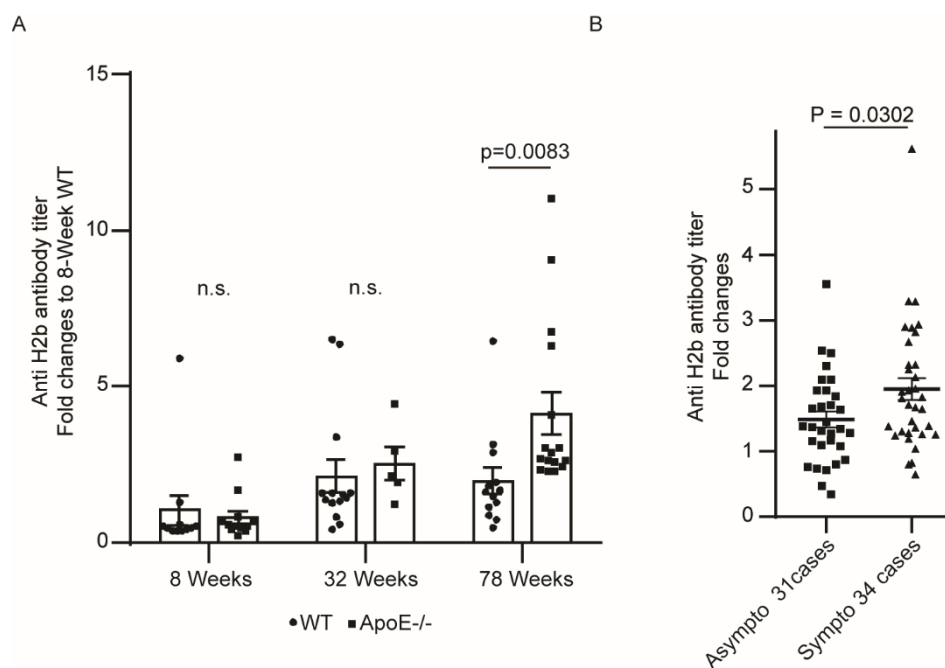 A
Anti H2b antibody titer
Fold changes to 8-Week WT
15
10
5
0
n.s.
n.s.
p=0.0083
8 Weeks
32 Weeks
78 Weeks
WT ApoE-/-
B
P = 0.0302
Anti H2b antibody titer
Fold changes
5
4
3
2
1
0
Asympto 31cases
Sympto 34 cases